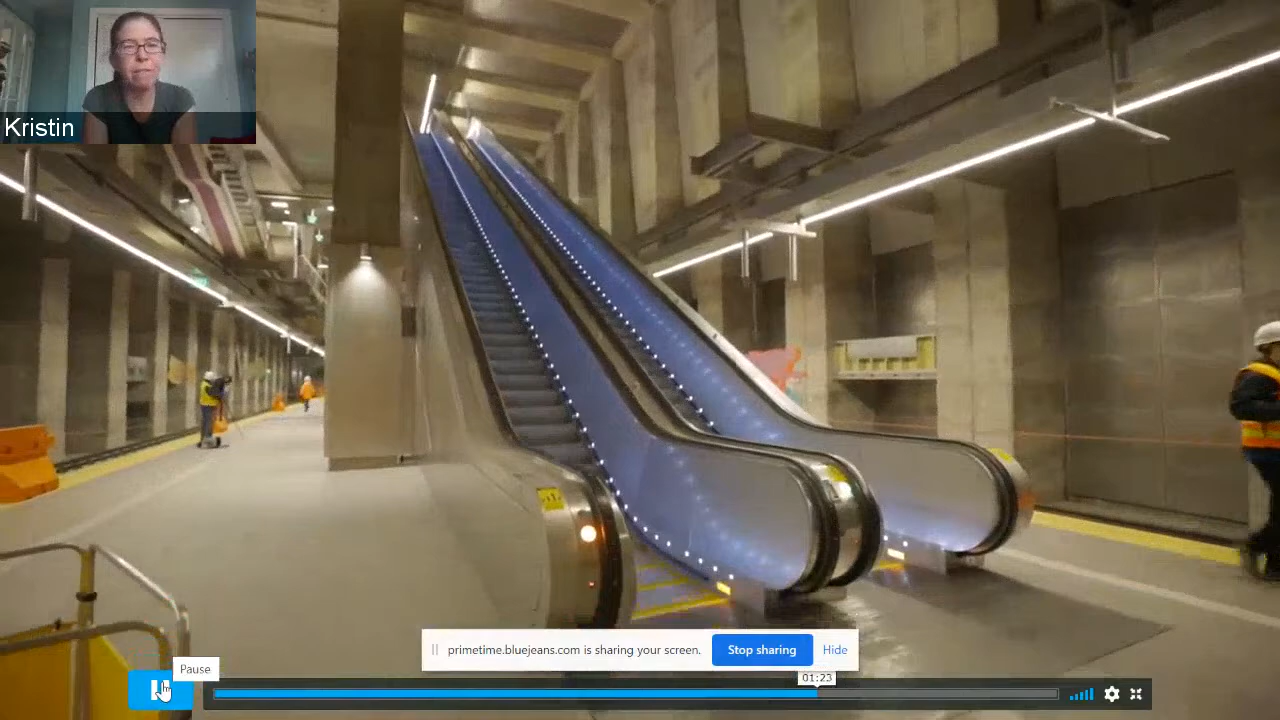 Kristin
primetime.bluejeans.com is sharing your screen.
Stop sharing
Hide
Pause
01:23